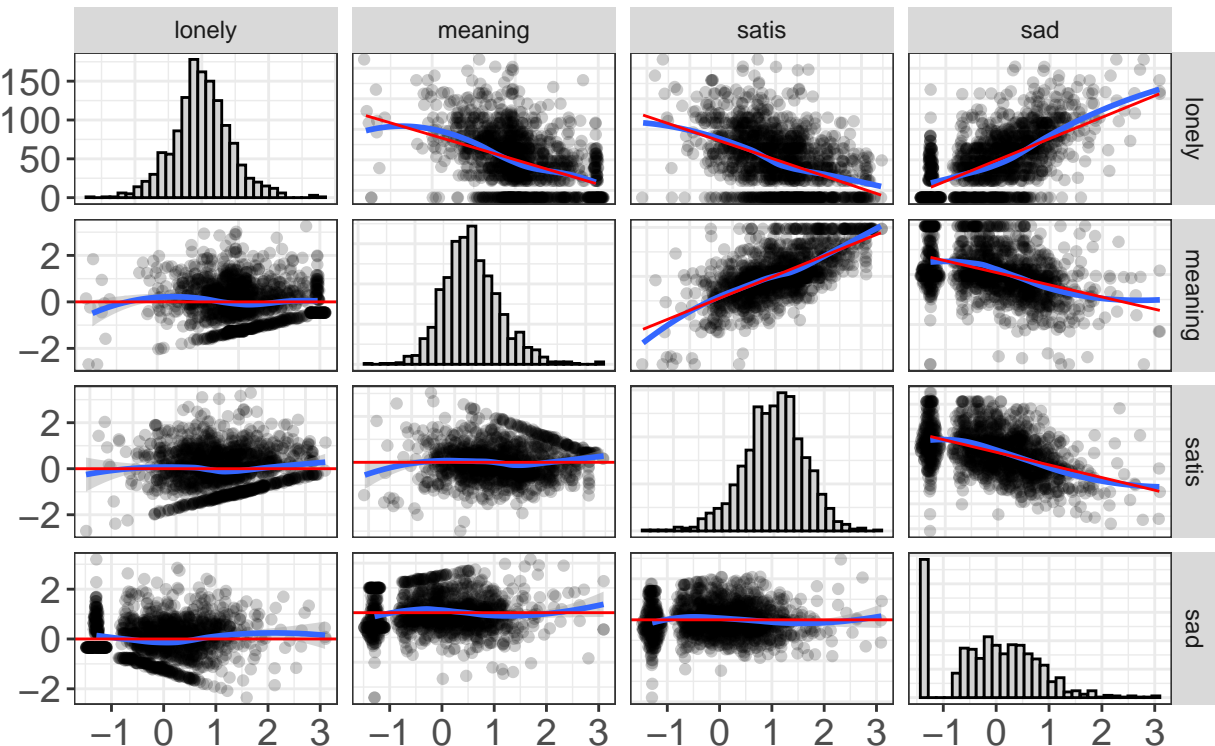 lonely meaning satis sad
150
100
50
0
lonely
2
0
−2
meaning
2
0
−2
satis
2
0
−2
sad
−1 0 1 2 3 −1 0 1 2 3 −1 0 1 2 3 −1 0 1 2 3